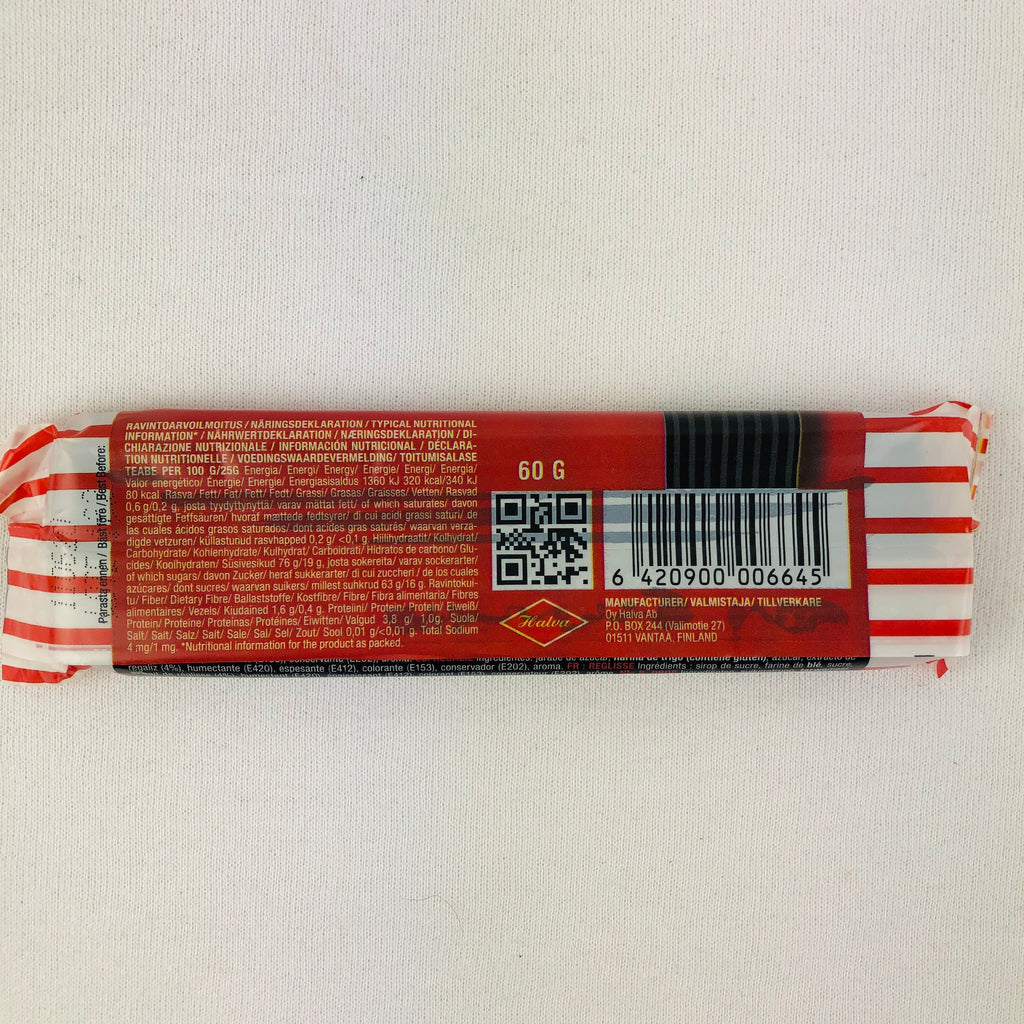 RAVINTOARVOILMOITUS / NÄRINGSDEKLARATION / TYPICAL NUTRITIONAL
INFORMATION* / NÄHRWERTDEKLARATION / NÆRINGSDEKLARATION / DI-
CHIARAZIONE NUTRIZIONALE / INFORMACIÓN NUTRICIONAL / DÉCLARA-
TION NUTRITIONELLE / VOEDINGSWAARDEVERMELDING/ TOITUMISALASE
TEABE PER 100 G/25G Energia/ Energi/ Energy/ Energie/ Energi/ Energia/
Valor energético/ Énergie/ Energie/ Energiasisaldus 1360 kJ 320 kcal/340 kJ
80 kcal. Rasva/ Fett/ Fat/ Fett/ Fedt/ Grassi/ Grasas/ Graisses/ Vetten/ Rasvad
0,6 g/0,2 g, josta tyydyttynyttä/ varav mättat fett/ of which saturates/ davon
gesättigte Feffsäuren/ hvoraf mættede fedtsyrer/ di cui acidi grassi saturi/ de
las cuales ácidos grasos saturados/ dont acides gras saturés/ waarvan verza-
digde vetzuren/ küllastunud rasvhapped 0,2 g/ <0,1 g. Hiilihydraatit/ Kolhydrat/
Carbohydrate/ Kohlenhydrate/ Kulhydrat/ Carboidrati/ Hidratos de carbono/ Glu-
cides/ Koolhydraten/ Süsivesikud 76 g/19 g, josta sokereita/ varav sockerarter/
of which sugars/ davon Zucker/ heraf sukkerarter/ di cui zuccheri / de los cuales
azúcares/ dont sucres/ waarvan suikers/ millest suhkrud 63 g/16 g. Ravintokui-
tu/ Fiber/ Dietary Fibre/ Ballaststoffe/ Kostfibre/ Fibre/ Fibra alimentaria/ Fibres
alimentaires/ Vezels/ Kiudained 1,6 g/0,4 g. Proteiini/ Protein/ Protein/ Eiweiß/
Protein/ Proteine/ Proteínas/ Protéines/ Eiwitten/ Valgud 3,8 g/ 1,0g. Suola/
Salt/ Salt/ Salz/ Salt/ Sale/ Sal/ Sel/ Zout/ Sool 0,01 g/<0,01 g. Total Sodium
4 mg/1 mg. *Nutritional information for the product as packed.
60 G
6 420900 006645
Halva
MANUFACTURER/ VALMISTAJA/ TILLVERKARE
Oy Halva Ab
P.O. BOX 244 (Valimotie 27)
01511 VANTAA, FINLAND
Parasta ennen / Bäst före / Best Before:
regaliz (4%), humectante (E420), espesante (E412), colorante (E153), conservador (E202), aroma. FR : REGLISSE Ingrédients : sirop de sucre, farine de blé, sucre,